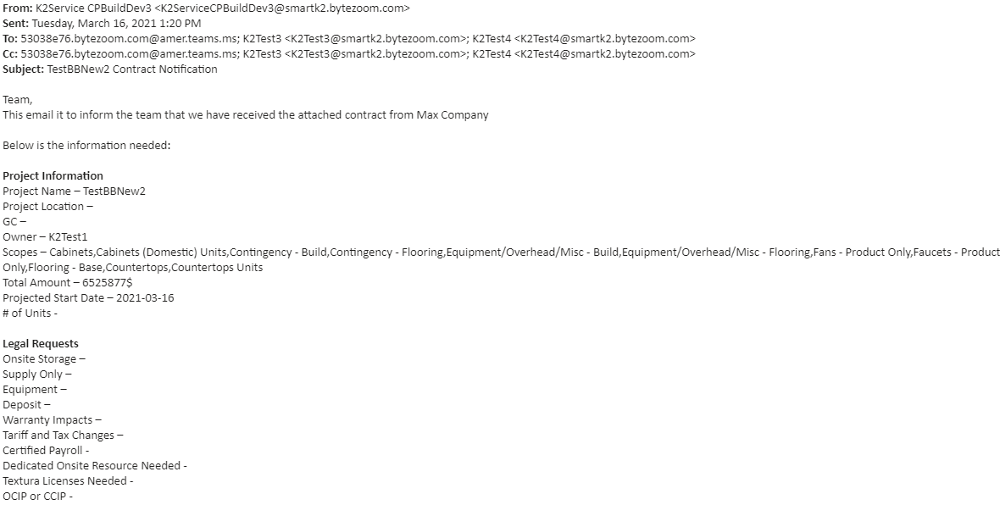 From: K2Service CPBuildDev3 <K2ServiceCPBuildDev3@smartk2.bytezoom.com>
Sent: Tuesday, March 16, 2021 1:20 PM
To: 53038e76.bytezoom.com@amer.teams.ms; K2Test3 <K2Test3@smartk2.bytezoom.com>; K2Test4 <K2Test4@smartk2.bytezoom.com>
Cc: 53038e76.bytezoom.com@amer.teams.ms; K2Test3 <K2Test3@smartk2.bytezoom.com>; K2Test4 <K2Test4@smartk2.bytezoom.com>
Subject: TestBBNew2 Contract Notification
Team,
This email it to inform the team that we have received the attached contract from Max Company
Below is the information needed:
Project Information
Project Name – TestBBNew2
Project Location –
GC –
Owner – K2Test1
Scopes – Cabinets,Cabinets (Domestic) Units,Contingency - Build,Contingency - Flooring,Equipment/Overhead/Misc - Build,Equipment/Overhead/Misc - Flooring,Fans - Product Only,Faucets - Product
Only,Flooring - Base,Countertops,Countertops Units
Total Amount – 6525877$
Projected Start Date – 2021-03-16
# of Units -
Legal Requests
Onsite Storage –
Supply Only –
Equipment –
Deposit –
Warranty Impacts –
Tariff and Tax Changes –
Certified Payroll -
Dedicated Onsite Resource Needed -
Textura Licenses Needed -
OCIP or CCIP -